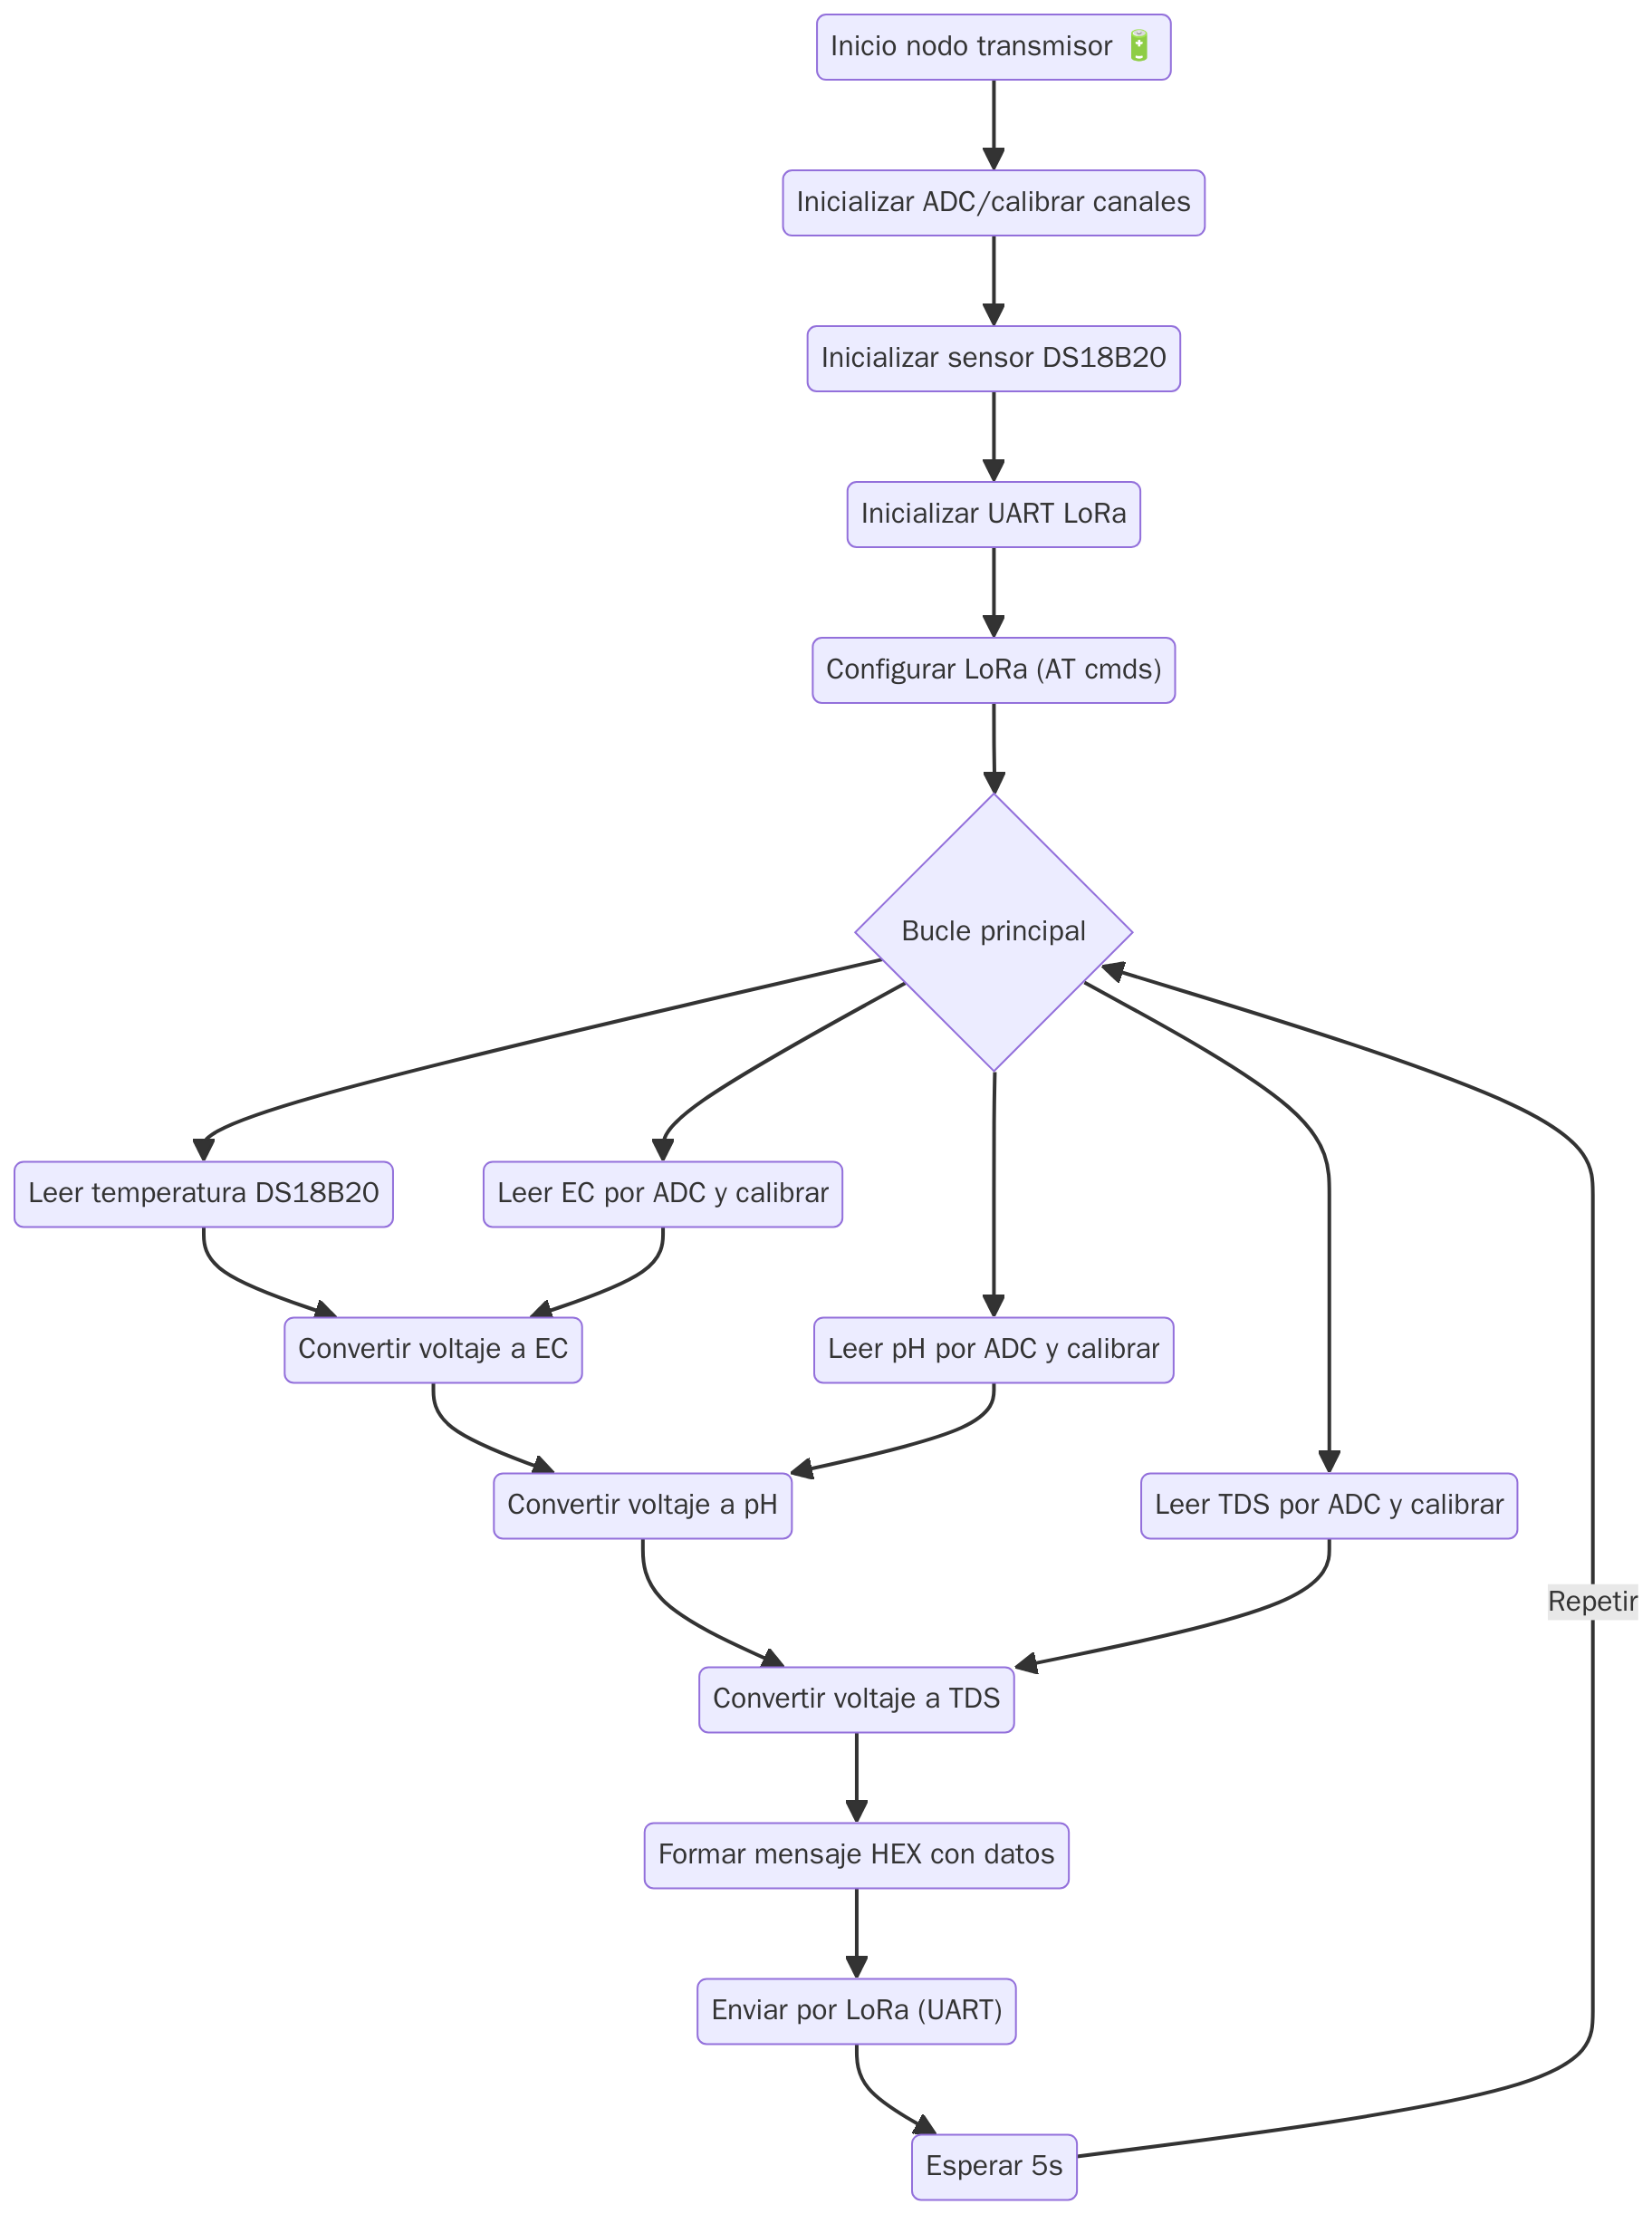 Inicio nodo transmisor 🔋
Inicializar ADC/calibrar canales
Inicializar sensor DS18B20
Inicializar UART LoRa
Configurar LoRa (AT cmds)
Bucle principal
Leer temperatura DS18B20
Leer EC por ADC y calibrar
Convertir voltaje a EC
Leer pH por ADC y calibrar
Convertir voltaje a pH
Leer TDS por ADC y calibrar
Repetir
Convertir voltaje a TDS
Formar mensaje HEX con datos
Enviar por LoRa (UART)
Esperar 5s